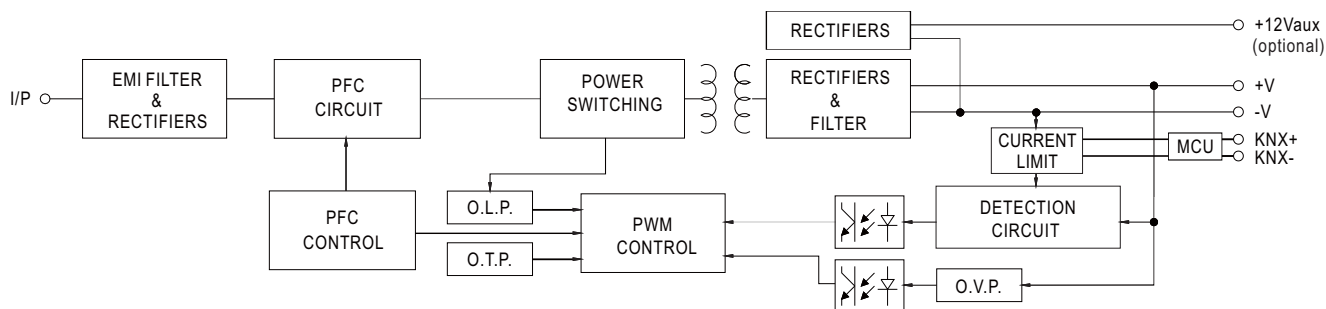 RECTIFIERS
+12Vaux
(optional)
I/P
EMI FILTER
&
RECTIFIERS
PFC
CIRCUIT
POWER
SWITCHING
RECTIFIERS
&
FILTER
+V
-V
CURRENT
LIMIT
MCU
KNX+
KNX-
PFC
CONTROL
O.L.P.
O.T.P.
PWM
CONTROL
DETECTION
CIRCUIT
O.V.P.